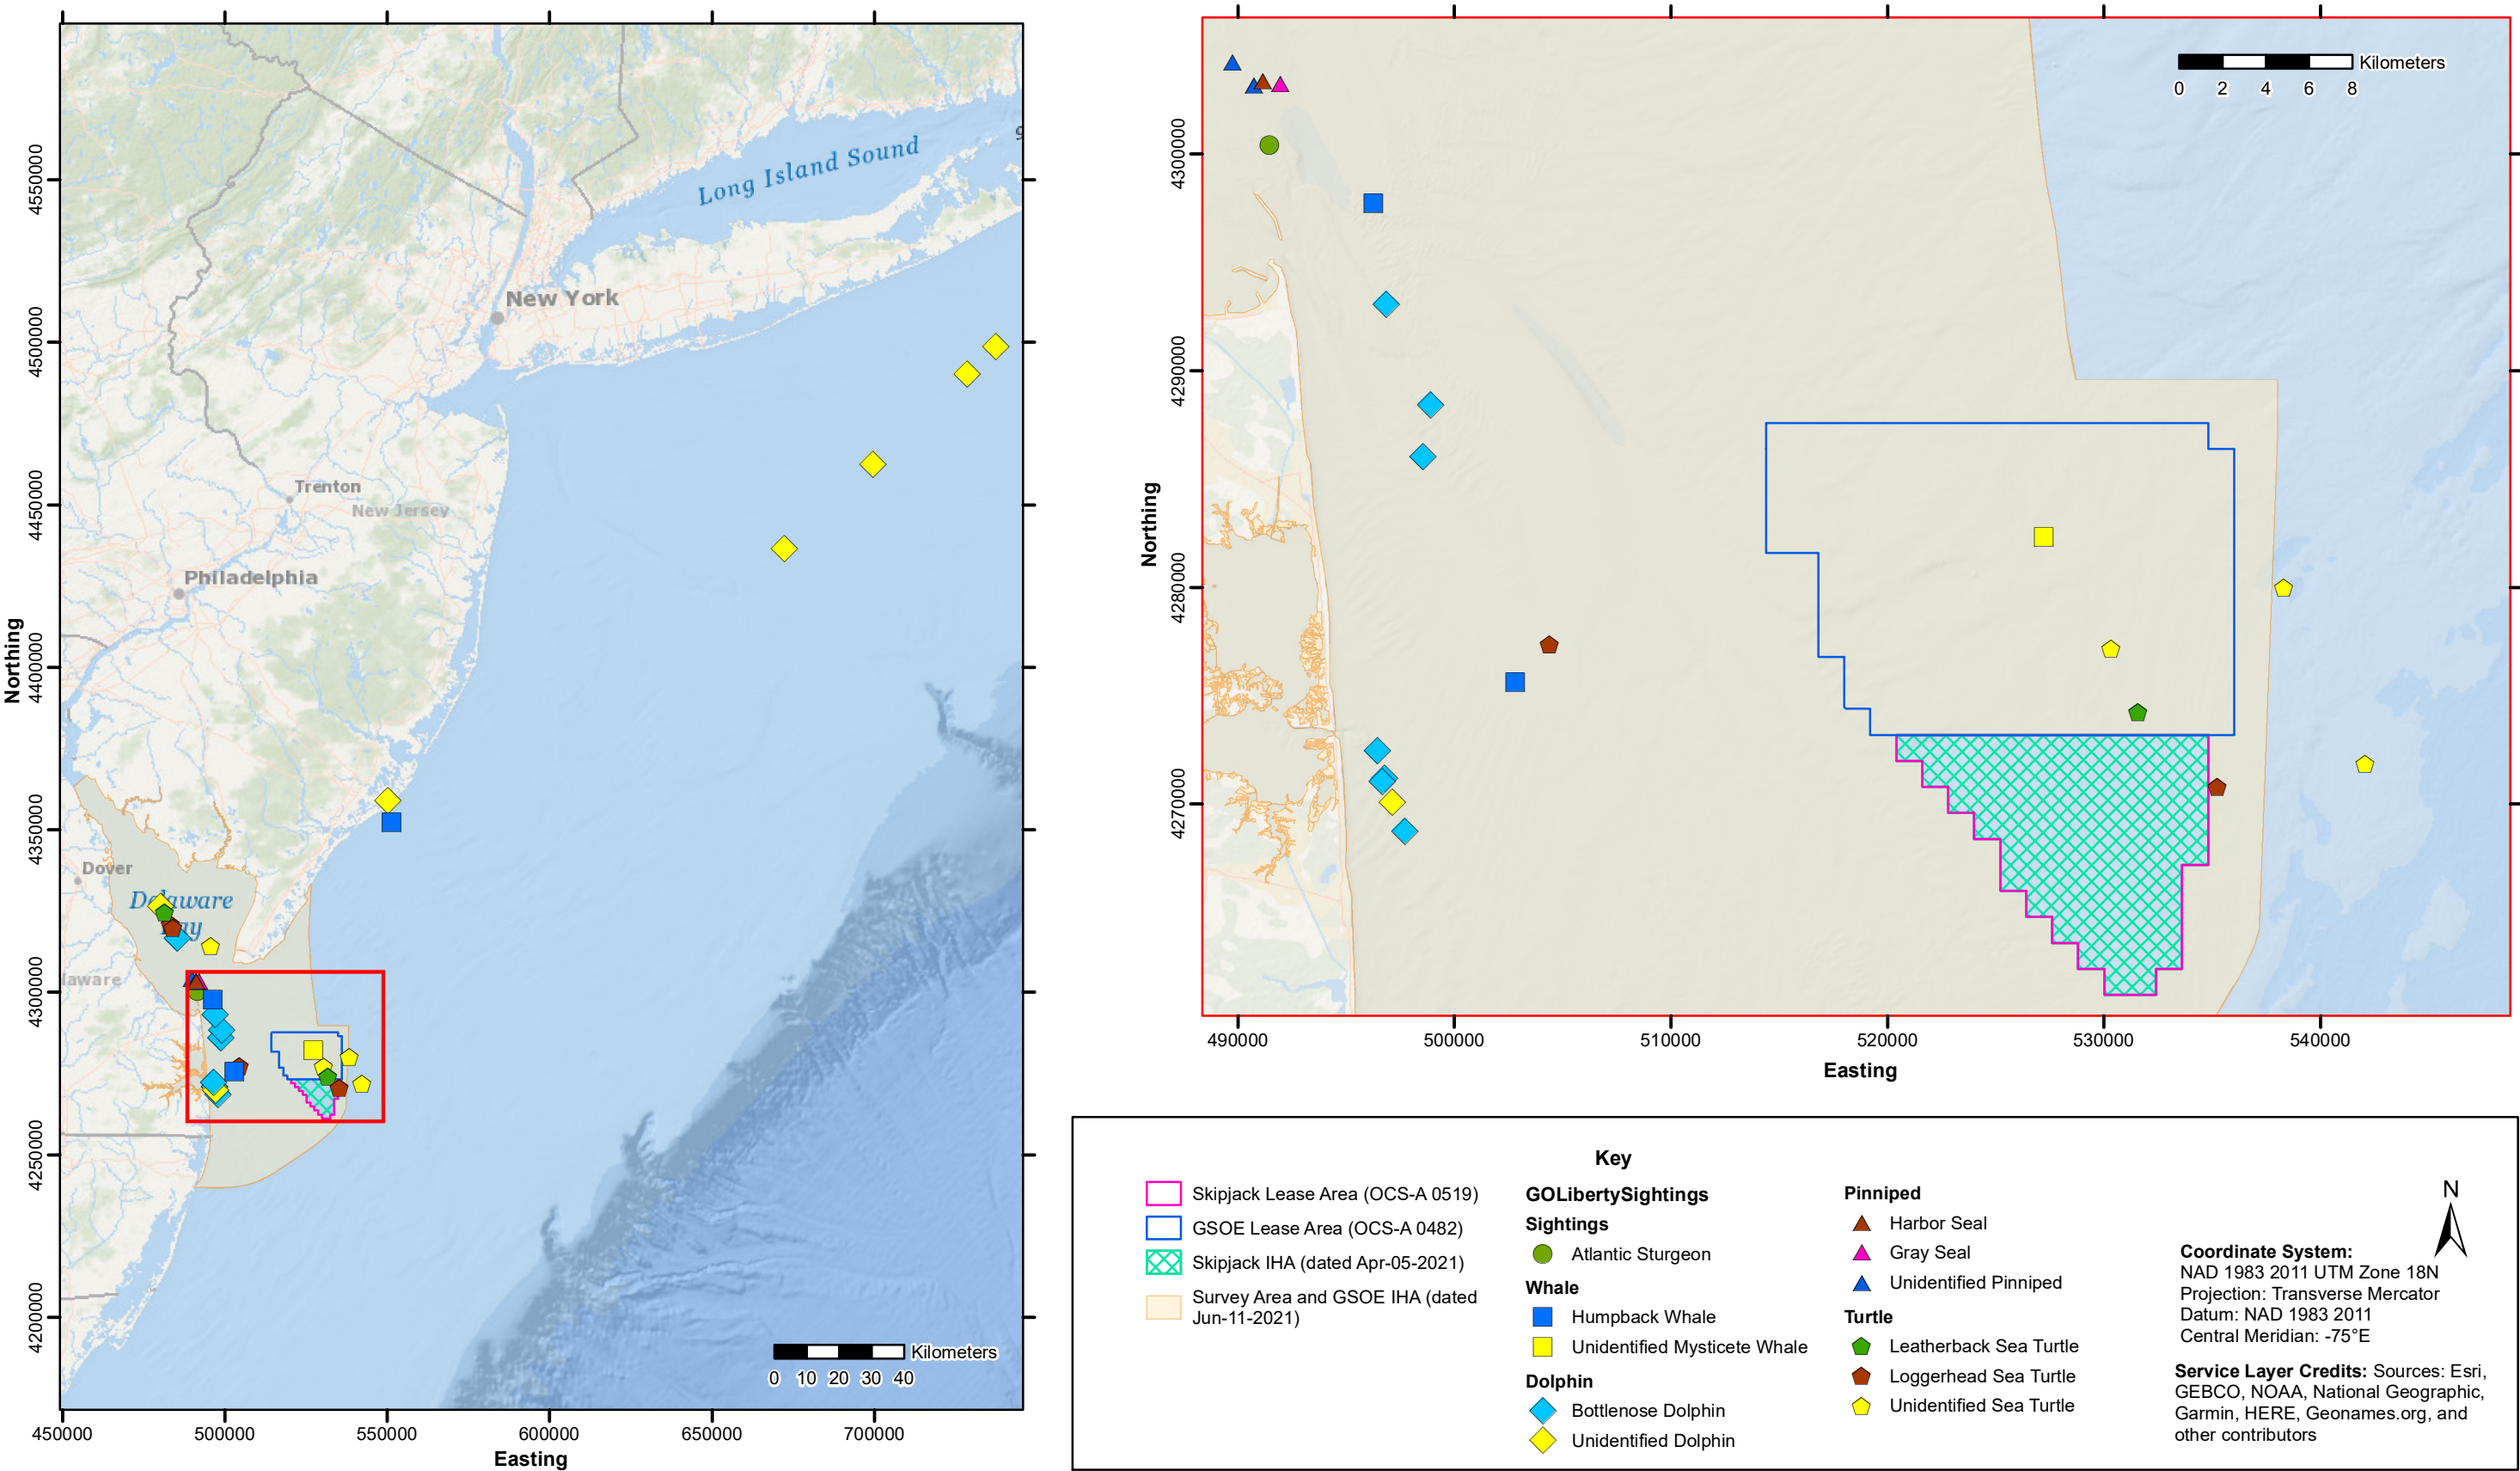 Long Island Sound
9
New York
Trenton
New Jersey
Philadelphia
Dover
Delaware
Bay
laware
Kilometers
0 10 20 30 40
4550000
4500000
4450000
4400000
4350000
4300000
4250000
4200000
Northing
450000 500000 550000 600000 650000 700000
Easting
Kilometers
0 2 4 6 8
4300000
4290000
4280000
4270000
Northing
490000 500000 510000 520000 530000 540000
Easting
Key
Skipjack Lease Area (OCS-A 0519)
GSOE Lease Area (OCS-A 0482)
Skipjack IHA (dated Apr-05-2021)
Survey Area and GSOE IHA (dated
Jun-11-2021)
GOLibertySightings
Sightings
Atlantic Sturgeon
Whale
Humpback Whale
Unidentified Mysticete Whale
Dolphin
Bottlenose Dolphin
Unidentified Dolphin
Pinniped
Harbor Seal
Gray Seal
Unidentified Pinniped
Turtle
Leatherback Sea Turtle
Loggerhead Sea Turtle
Unidentified Sea Turtle
N
Coordinate System:
NAD 1983 2011 UTM Zone 18N
Projection: Transverse Mercator
Datum: NAD 1983 2011
Central Meridian: -75°E
Service Layer Credits: Sources: Esri,
GEBCO, NOAA, National Geographic,
Garmin, HERE, Geonames.org, and
other contributors